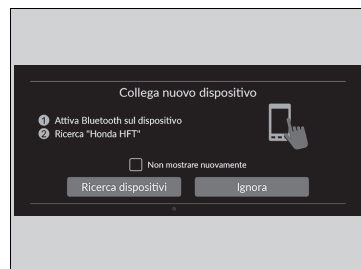 Collega nuovo dispositivo
1 Attiva Bluetooth sul dispositivo
2 Ricerca "Honda HFT"
Non mostrare nuovamente
Ricerca dispositivi
Ignora